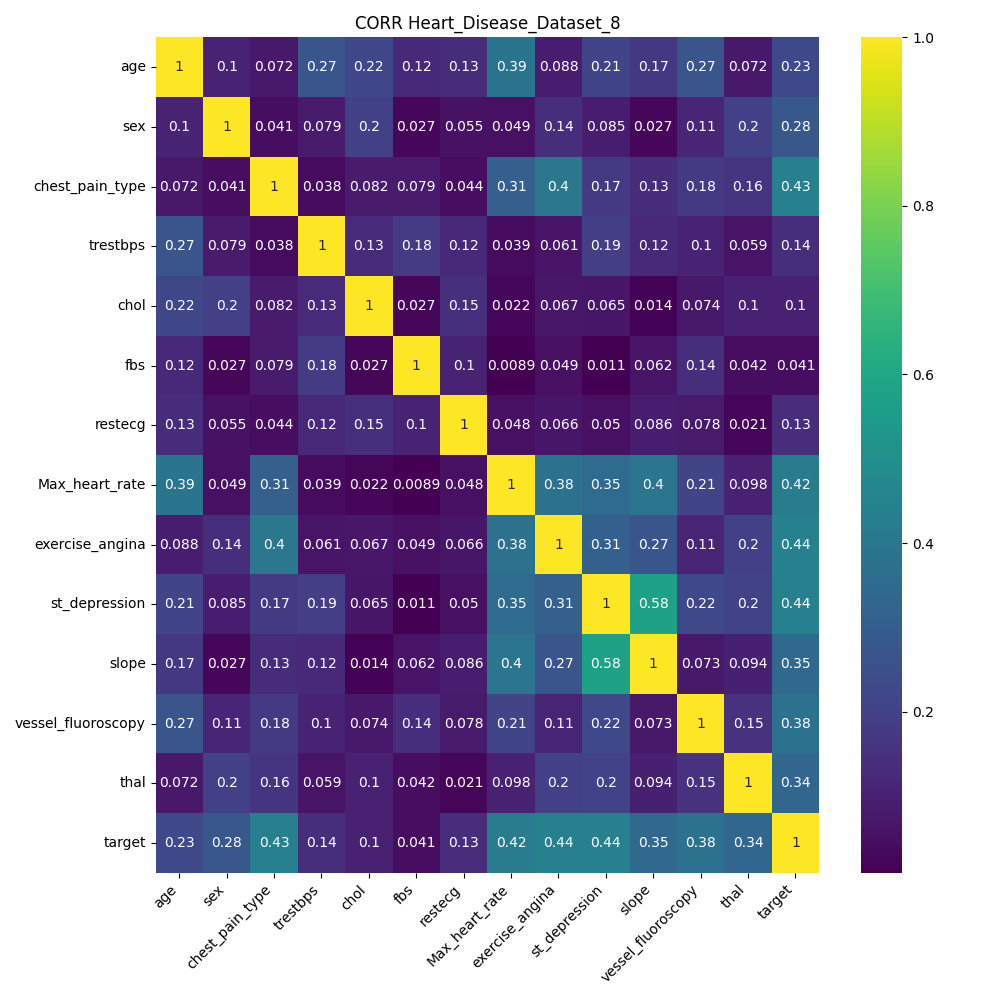 CORR Heart_Disease_Dataset_8
age 1 0.1 0.072 0.27 0.22 0.12 0.13 0.39 0.088 0.21 0.17 0.27 0.072 0.23
sex 0.1 1 0.041 0.079 0.2 0.027 0.055 0.049 0.14 0.085 0.027 0.11 0.2 0.28
chest_pain_type 0.072 0.041 1 0.038 0.082 0.079 0.044 0.31 0.4 0.17 0.13 0.18 0.16 0.43
trestbps 0.27 0.079 0.038 1 0.13 0.18 0.12 0.039 0.061 0.19 0.12 0.1 0.059 0.14
chol 0.22 0.2 0.082 0.13 1 0.027 0.15 0.022 0.067 0.065 0.014 0.074 0.1 0.1
fbs 0.12 0.027 0.079 0.18 0.027 1 0.1 0.0089 0.049 0.011 0.062 0.14 0.042 0.041
restecg 0.13 0.055 0.044 0.12 0.15 0.1 1 0.048 0.066 0.05 0.086 0.078 0.021 0.13
Max_heart_rate 0.39 0.049 0.31 0.039 0.022 0.0089 0.048 1 0.38 0.35 0.4 0.21 0.098 0.42
exercise_angina 0.088 0.14 0.4 0.061 0.067 0.049 0.066 0.38 1 0.31 0.27 0.11 0.2 0.44
st_depression 0.21 0.085 0.17 0.19 0.065 0.011 0.05 0.35 0.31 1 0.58 0.22 0.2 0.44
slope 0.17 0.027 0.13 0.12 0.014 0.062 0.086 0.4 0.27 0.58 1 0.073 0.094 0.35
vessel_fluoroscopy 0.27 0.11 0.18 0.1 0.074 0.14 0.078 0.21 0.11 0.22 0.073 1 0.15 0.38
thal 0.072 0.2 0.16 0.059 0.1 0.042 0.021 0.098 0.2 0.2 0.094 0.15 1 0.34
target 0.23 0.28 0.43 0.14 0.1 0.041 0.13 0.42 0.44 0.44 0.35 0.38 0.34 1
age sex chest_pain_type trestbps chol fbs restecg Max_heart_rate exercise_angina st_depression slope vessel_fluoroscopy thal target
1.0
0.8
0.6
0.4
0.2